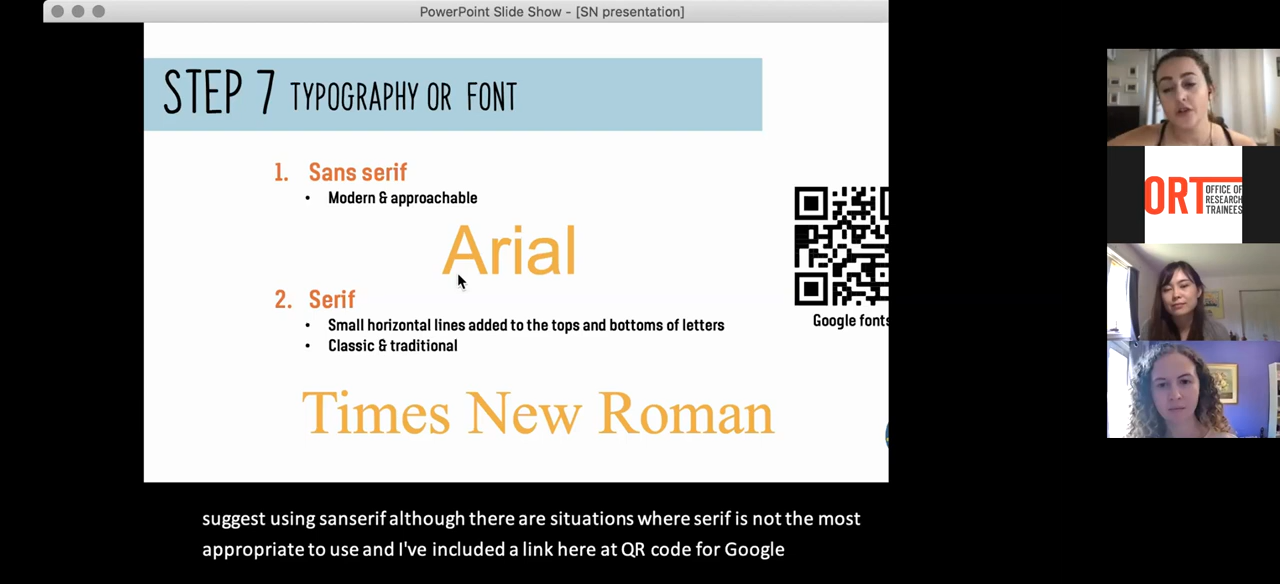 PowerPoint Slide Show - [SN presentation]
STEP 7 TYPOGRAPHY OR FONT
1. Sans serif
• Modern & approachable
Arial
2. Serif
• Small horizontal lines added to the tops and bottoms of letters
• Classic & traditional
Times New Roman
Google fonts
ORT OFFICE OF
RESEARCH
TRAINEES
suggest using sanserif although there are situations where serif is not the most
appropriate to use and I've included a link here at QR code for Google